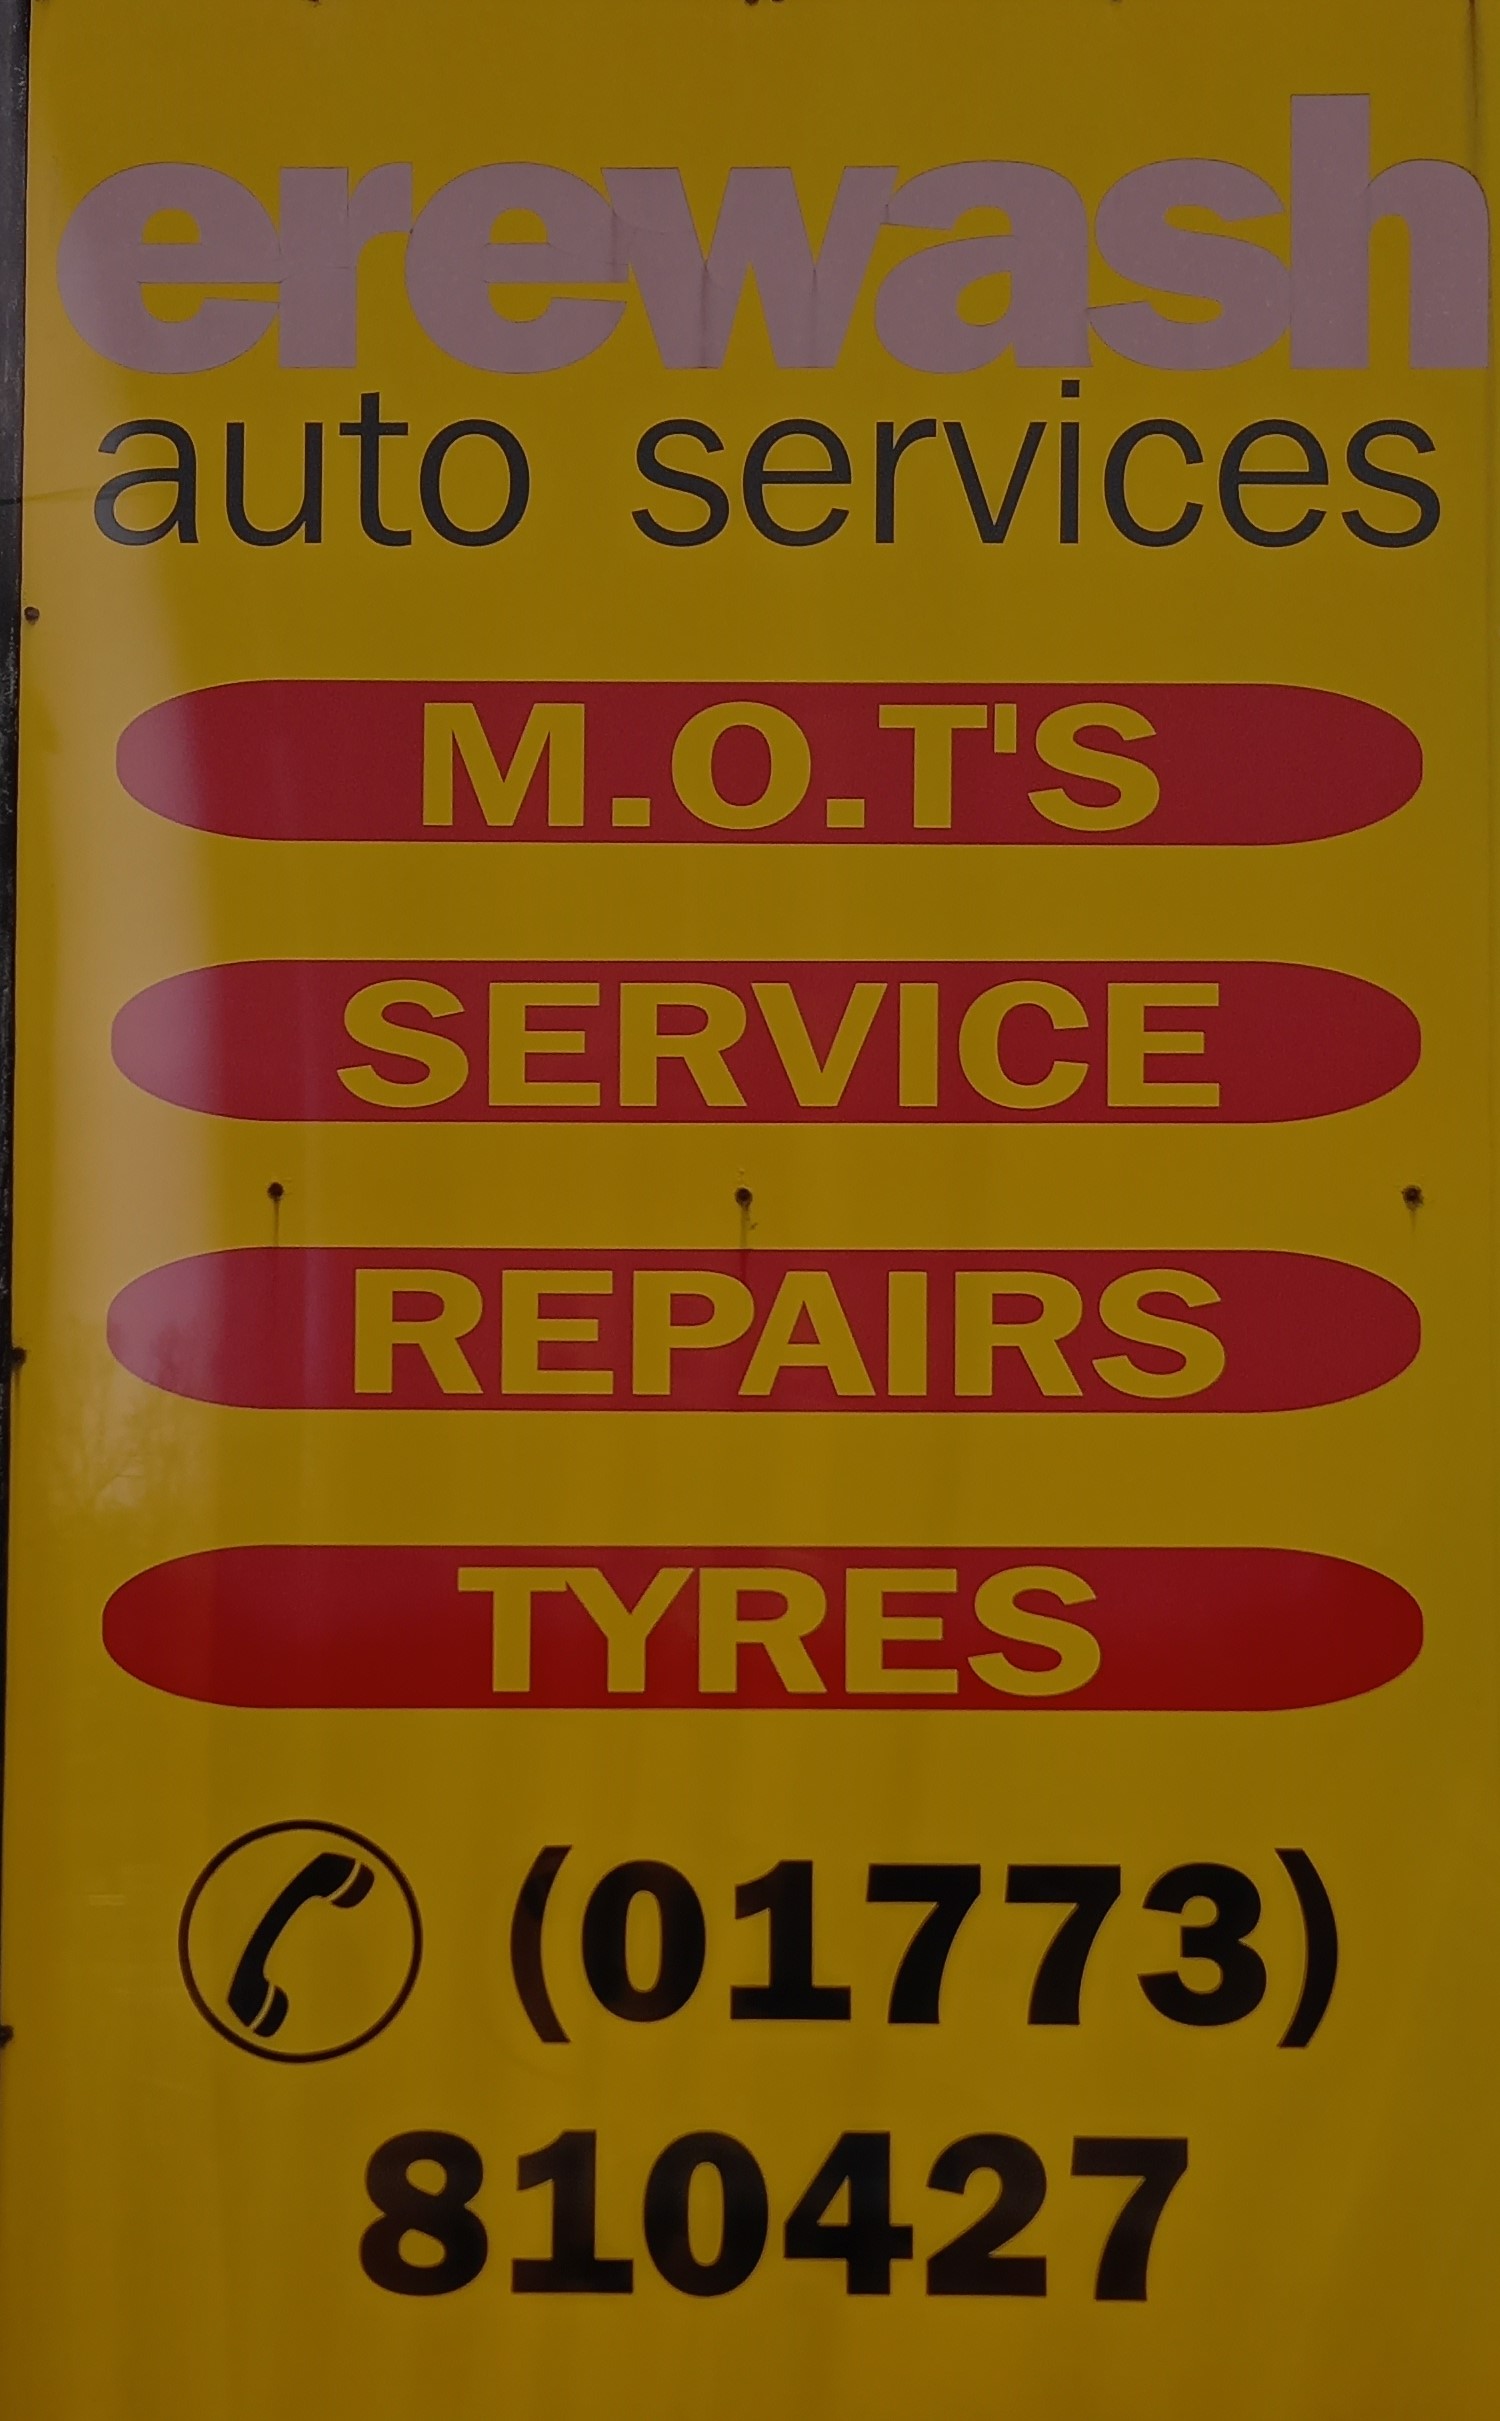 erewash
auto services
M.O.T'S
SERVICE
REPAIRS
TYRES
(01773)
810427